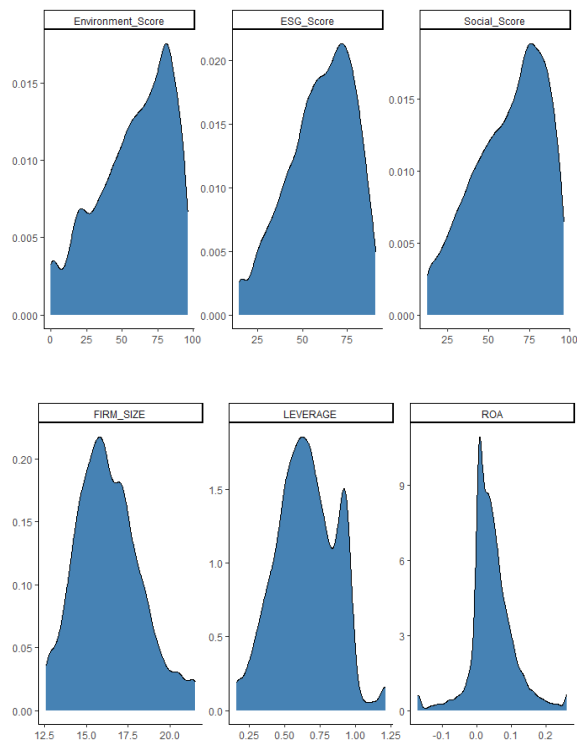 Environment_Score
ESG_Score
Social_Score
0.015
0.010
0.005
0.000
0 25 50 75 100
0.020
0.015
0.010
0.005
0.000
25 50 75
0.015
0.010
0.005
0.000
25 50 75 100
FIRM_SIZE
LEVERAGE
ROA
0.20
0.15
0.10
0.05
0.00
12.5 15.0 17.5 20.0
1.5
1.0
0.5
0.0
0.25 0.50 0.75 1.00 1.25
9
6
3
0
-0.1 0.0 0.1 0.2